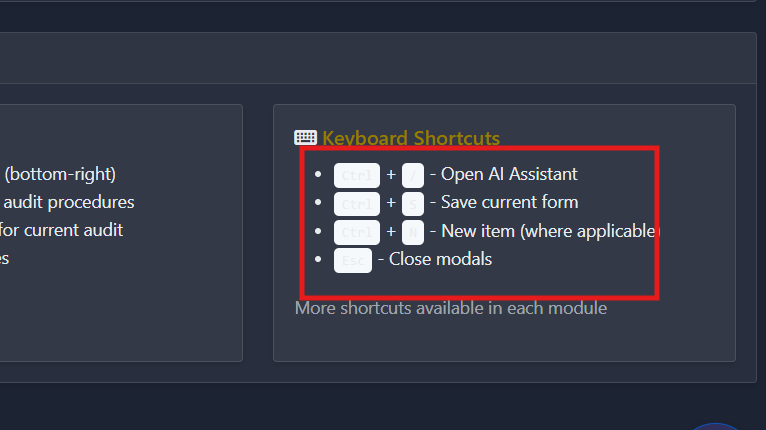 Keyboard Shortcuts
(bottom-right)
audit procedures
for current audit
es
Ctrl + / - Open AI Assistant
Ctrl + S - Save current form
Ctrl + N - New item (where applicable)
Esc - Close modals
More shortcuts available in each module